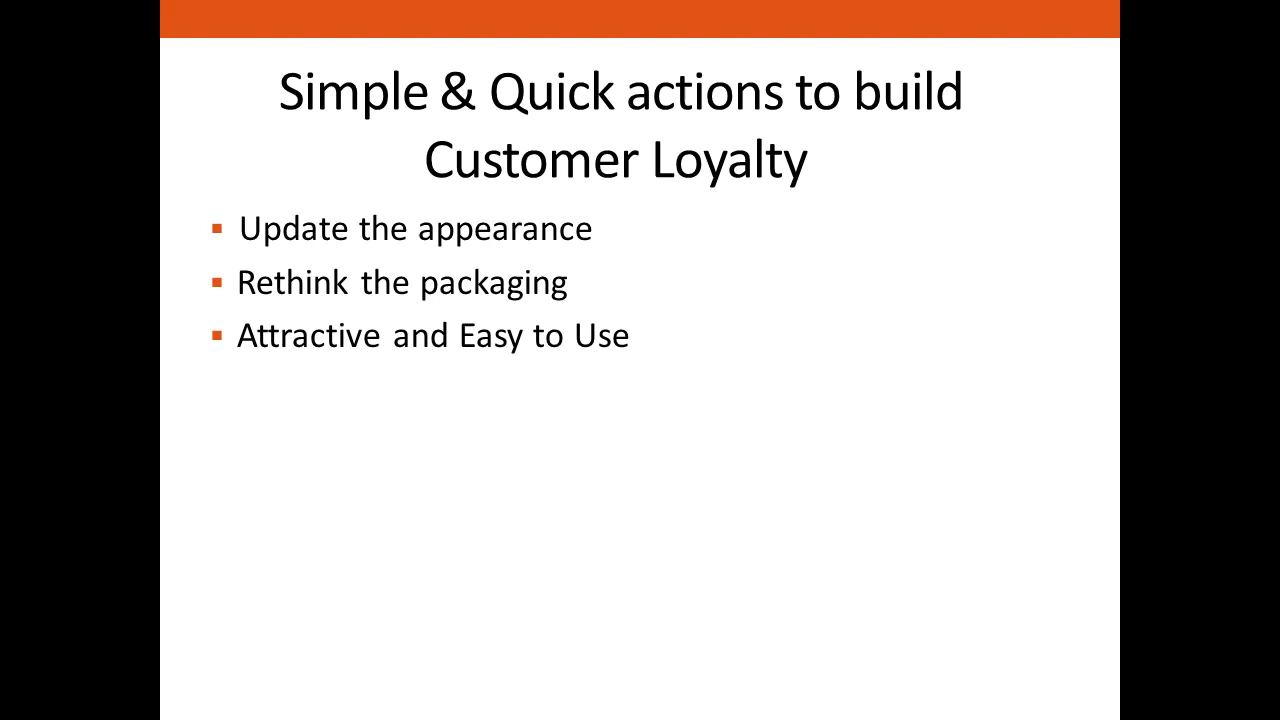 Simple & Quick actions to build
Customer Loyalty
▪ Update the appearance
▪ Rethink the packaging
▪ Attractive and Easy to Use